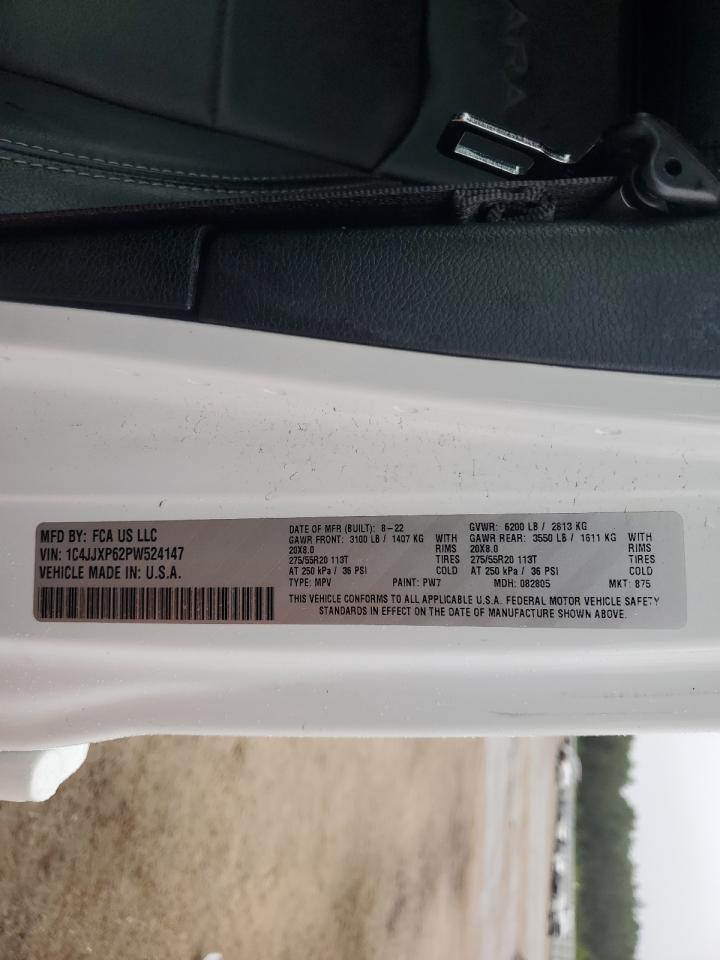 ARA
MFD BY: FCA US LLC
VIN: 1C4JJXP62PW524147
VEHICLE MADE IN: U.S.A.
DATE OF MFR (BUILT): 8-22
GAWR FRONT: 3100 LB / 1407 KG WITH
20X8.0 RIMS
275/55R20 113T TIRES
AT 250 kPa / 36 PSI COLD
TYPE: MPV PAINT: PW7
GVWR: 6200 LB / 2813 KG
GAWR REAR: 3550 LB / 1611 KG WITH
20X8.0 RIMS
275/55R20 113T TIRES
AT 250 kPa / 36 PSI COLD
MDH: 082805 MKT: 875
THIS VEHICLE CONFORMS TO ALL APPLICABLE U.S.A. FEDERAL MOTOR VEHICLE SAFETY
STANDARDS IN EFFECT ON THE DATE OF MANUFACTURE SHOWN ABOVE.